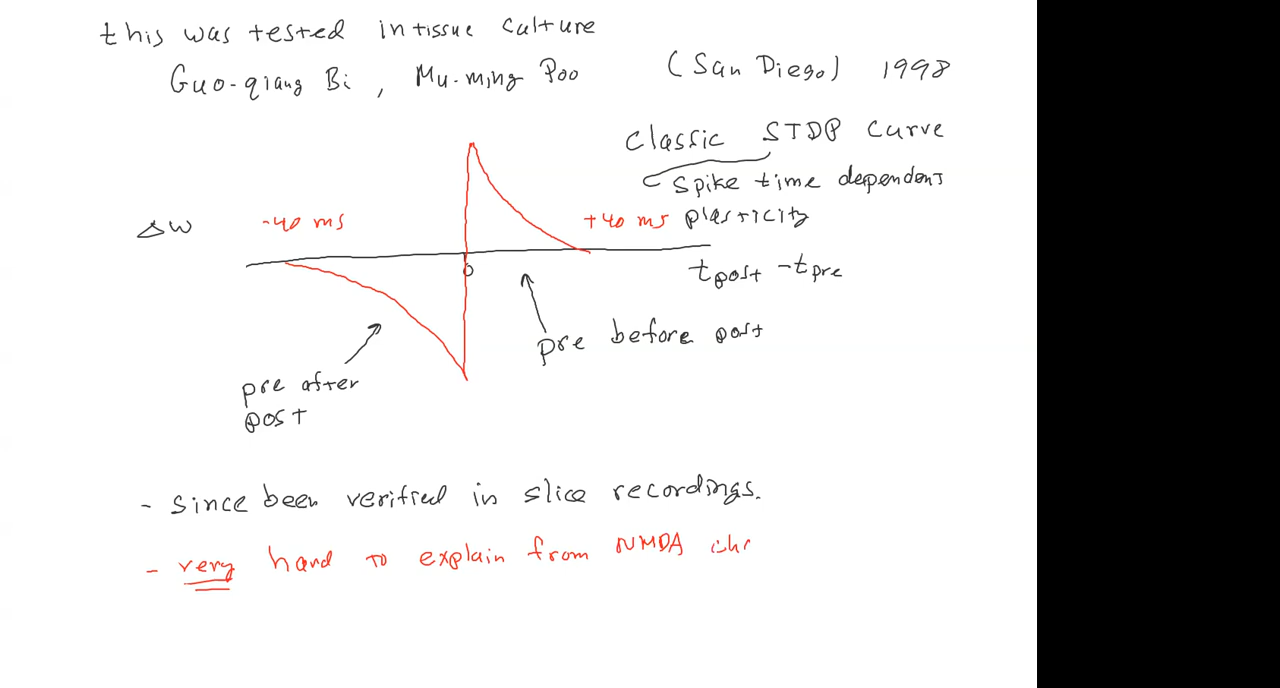 this was tested in tissue culture
Guo-qiang Bi, Mu-ming Poo (San Diego) 1998
Classic STDP curve
spike time dependent
plasticity
ΔW
-40 ms
+40 ms
0
t post - t pre
pre before post
pre after
post
- since been verified in slice recordings.
- very hard to explain from NMDA